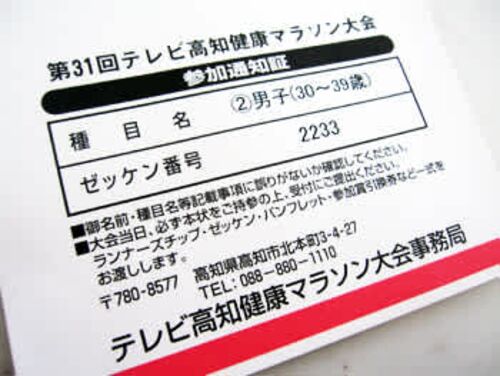 第31回テレビ高知健康マラソン大会
参加通知証
種目名 ②男子(30～39歳)
ゼッケン番号 2233
■御名前・種目名等記載事項に誤りがないか確認してください。
■大会当日、必ず本状をご持参の上、受付にご提出ください。
ランナーズチップ・ゼッケン・パンフレット・参加賞引換券など一式を
お渡しします。
〒780-8577 高知県高知市北本町3-4-27
TEL: 088-880-1110
テレビ高知健康マラソン大会事務局